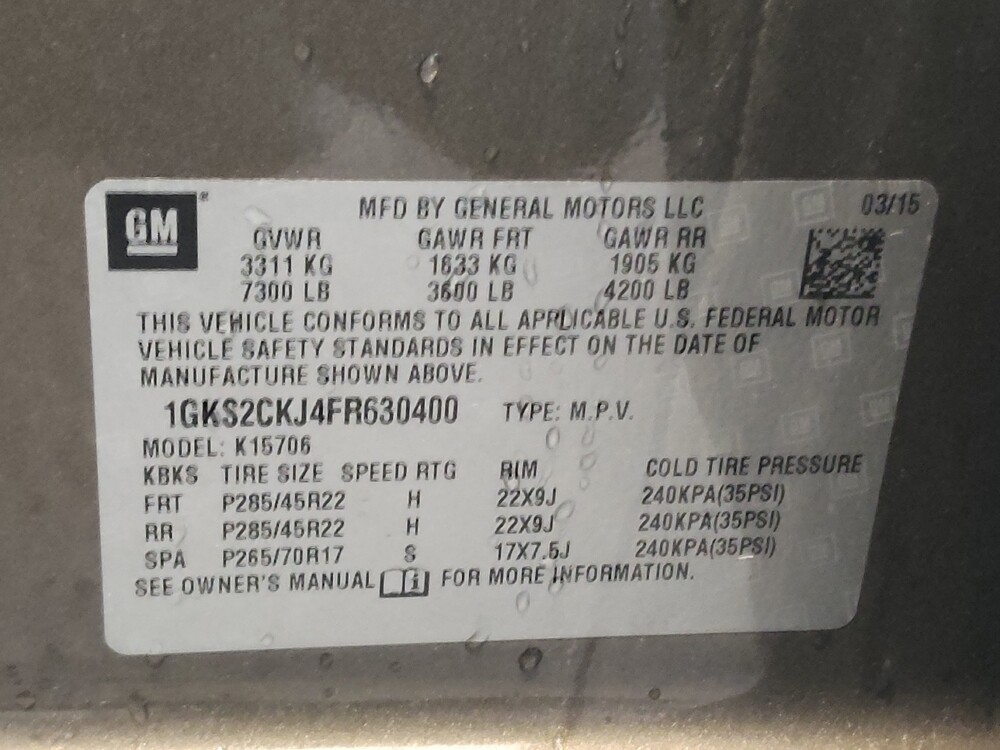 GM® MFD BY GENERAL MOTORS LLC 03/15
GVWR GAWR FRT GAWR RR
3311 KG 1633 KG 1905 KG
7300 LB 3600 LB 4200 LB
THIS VEHICLE CONFORMS TO ALL APPLICABLE U.S. FEDERAL MOTOR
VEHICLE SAFETY STANDARDS IN EFFECT ON THE DATE OF
MANUFACTURE SHOWN ABOVE.
1GKS2CKJ4FR630400 TYPE: M.P.V.
MODEL: K15706
KBKS TIRE SIZE SPEED RTG RIM COLD TIRE PRESSURE
FRT P285/45R22 H 22X9J 240KPA(35PSI)
RR P285/45R22 H 22X9J 240KPA(35PSI)
SPA P265/70R17 S 17X7.5J 240KPA(35PSI)
SEE OWNER'S MANUAL FOR MORE INFORMATION.